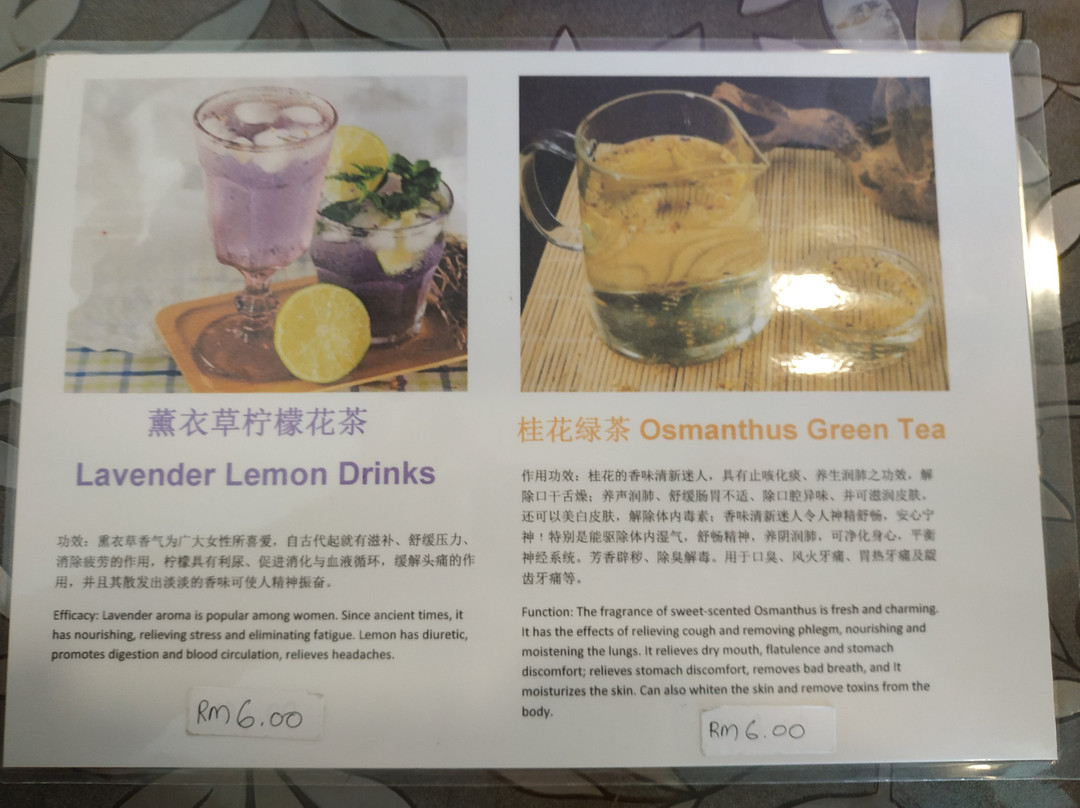 薰衣草柠檬花茶
Lavender Lemon Drinks
功效：薰衣草香气为广大女性所喜爱，自古代起就有滋补、舒缓压力、
消除疲劳的作用，柠檬具有利尿、促进消化与血液循环，缓解头痛的作
用，并且其散发出淡淡的香味可使人精神振奋。
Efficacy: Lavender aroma is popular among women. Since ancient times, it
has nourishing, relieving stress and eliminating fatigue. Lemon has diuretic,
promotes digestion and blood circulation, relieves headaches.
RM 6.00
桂花绿茶 Osmanthus Green Tea
作用功效：桂花的香味清新迷人，具有止咳化痰、养生润肺之功效，解
除口干舌燥；养声润肺、舒缓肠胃不适、除口腔异味、并可滋润皮肤。
还可以美白皮肤，解除体内毒素；香味清新迷人令人神精舒畅，安心宁
神！特别是能驱除体内湿气，舒畅精神，养阴润肺，可净化身心，平衡
神经系统。芳香辟秽、除臭解毒。用于口臭、风火牙痛、胃热牙痛及龋
齿牙痛等。
Function: The fragrance of sweet-scented Osmanthus is fresh and charming.
It has the effects of relieving cough and removing phlegm, nourishing and
moistening the lungs. It relieves dry mouth, flatulence and stomach
discomfort; relieves stomach discomfort, removes bad breath, and It
moisturizes the skin. Can also whiten the skin and remove toxins from the
body.
RM 6.00